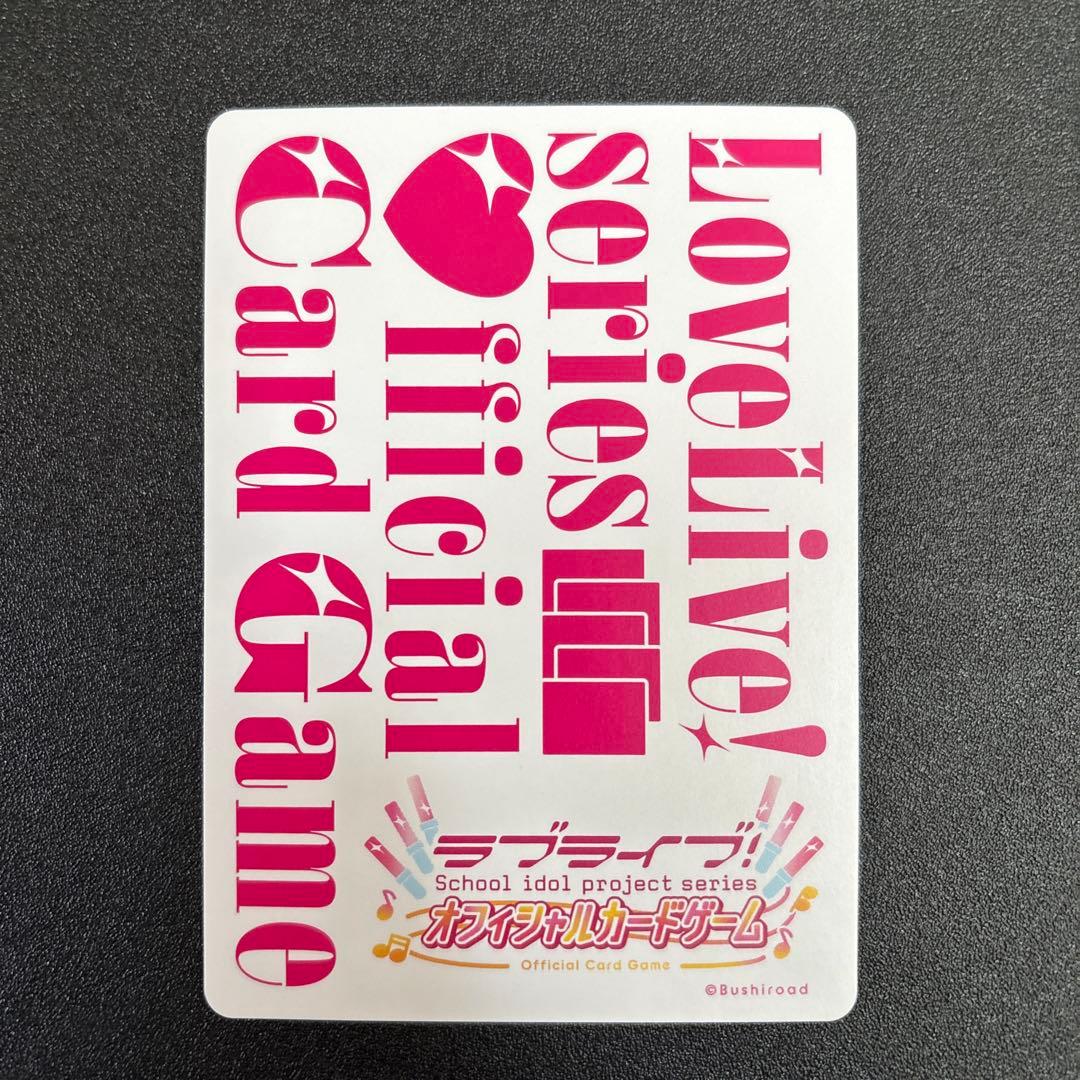 LoveLive!
series
♥fficial
Card Game
ラブライブ!
School idol project series
オフィシャルカードゲーム
Official Card Game
©Bushiroad